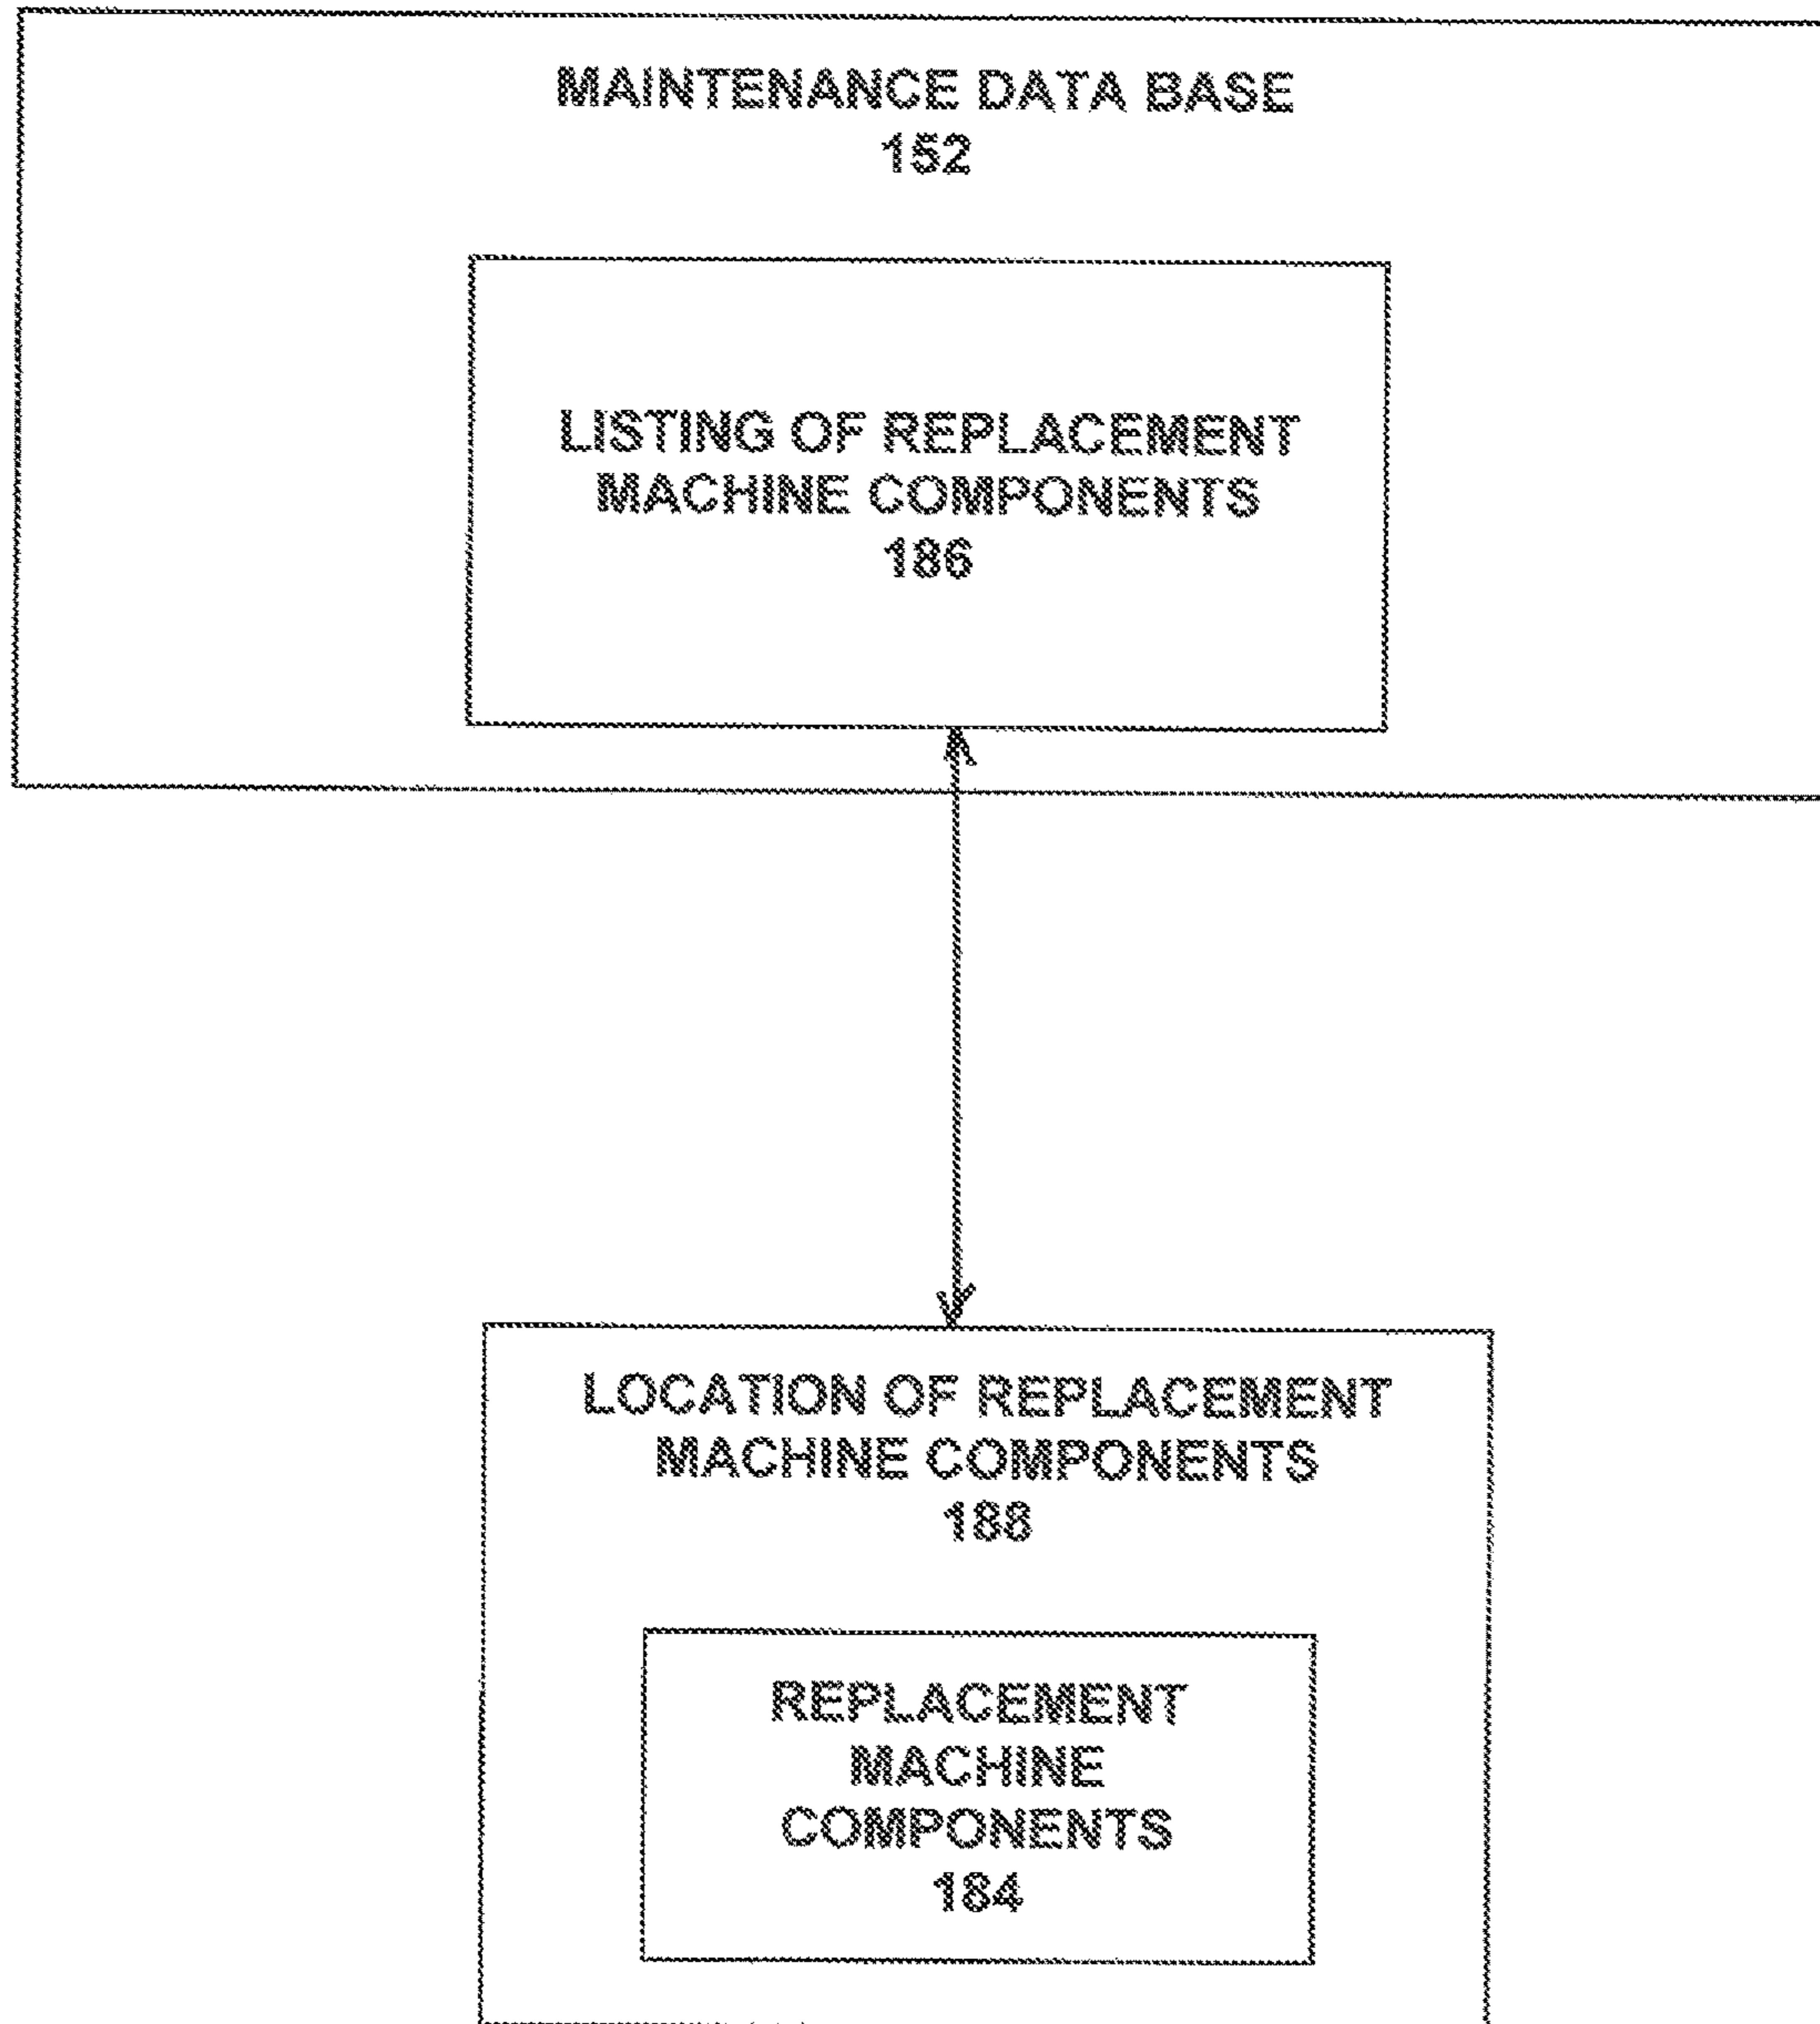 MAINTENANCE DATA BASE
152
LISTING OF REPLACEMENT
MACHINE COMPONENTS
186
LOCATION OF REPLACEMENT
MACHINE COMPONENTS
188
REPLACEMENT
MACHINE
COMPONENTS
184